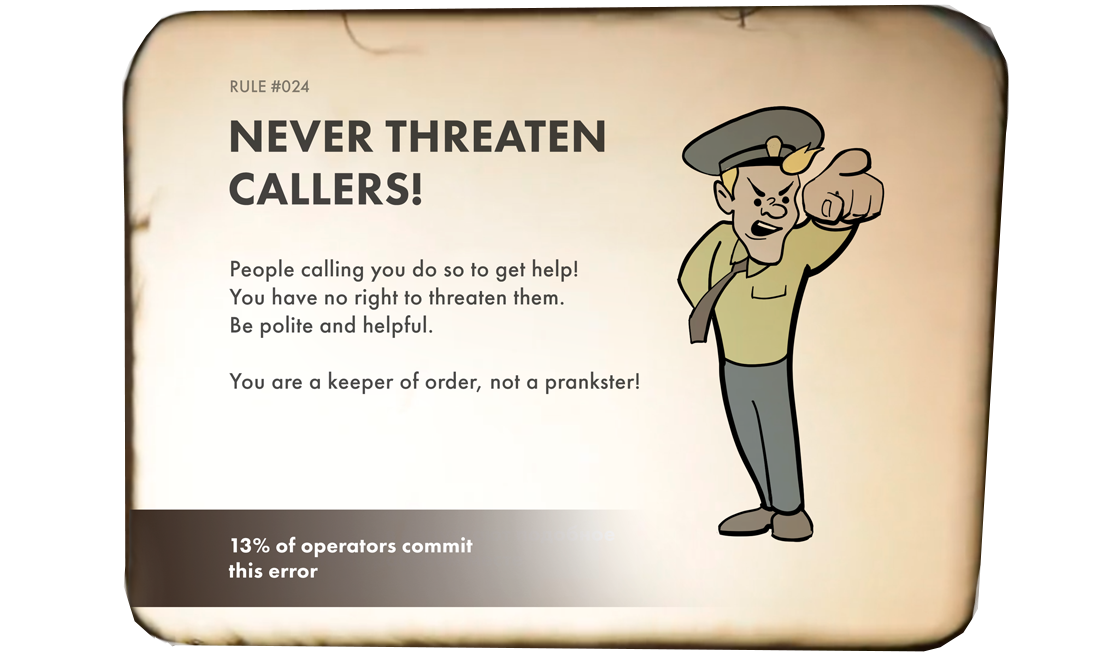 RULE #024
NEVER THREATEN
CALLERS!
People calling you do so to get help!
You have no right to threaten them.
Be polite and helpful.
You are a keeper of order, not a prankster!
13% of operators commit
this error